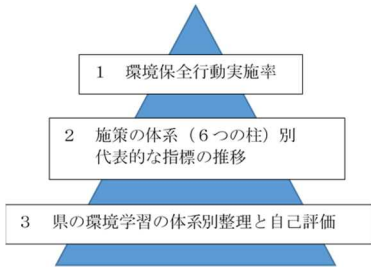 1　環境保全行動実施率
2　施策の体系（6つの柱）別
代表的な指標の推移
3　県の環境学習の体系別整理と自己評価